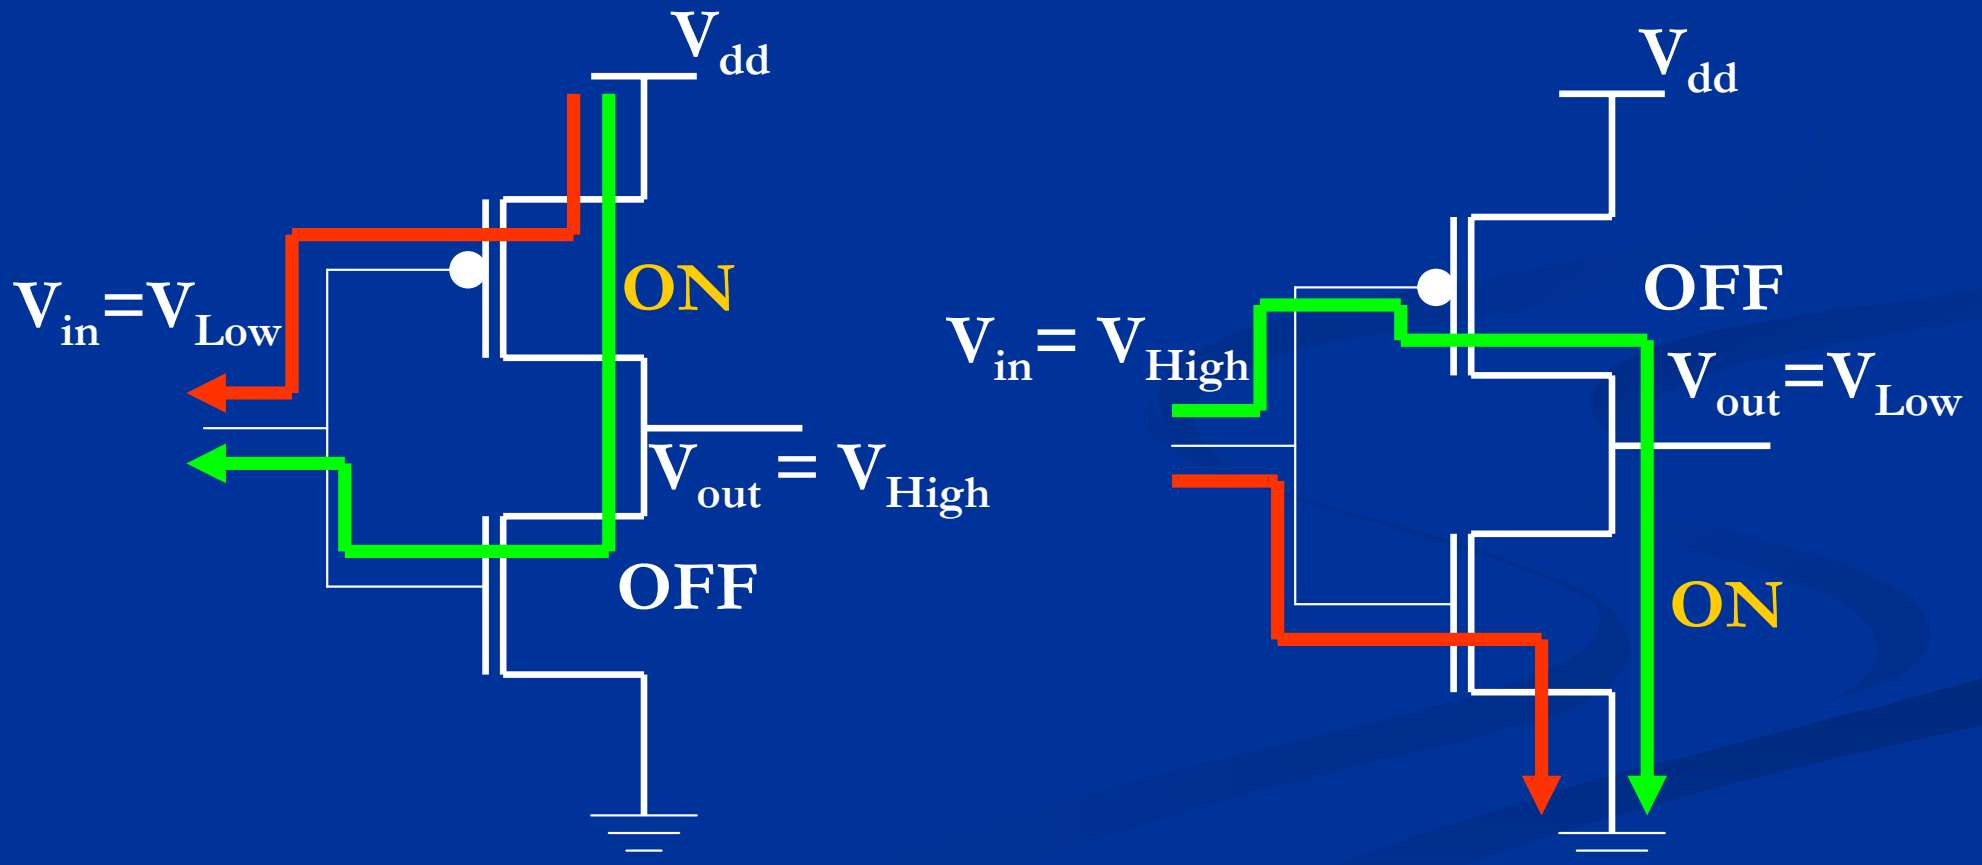 Vdd
ON
Vin=VLow
Vout = VHigh
OFF
Vdd
OFF
Vin= VHigh
Vout=VLow
ON